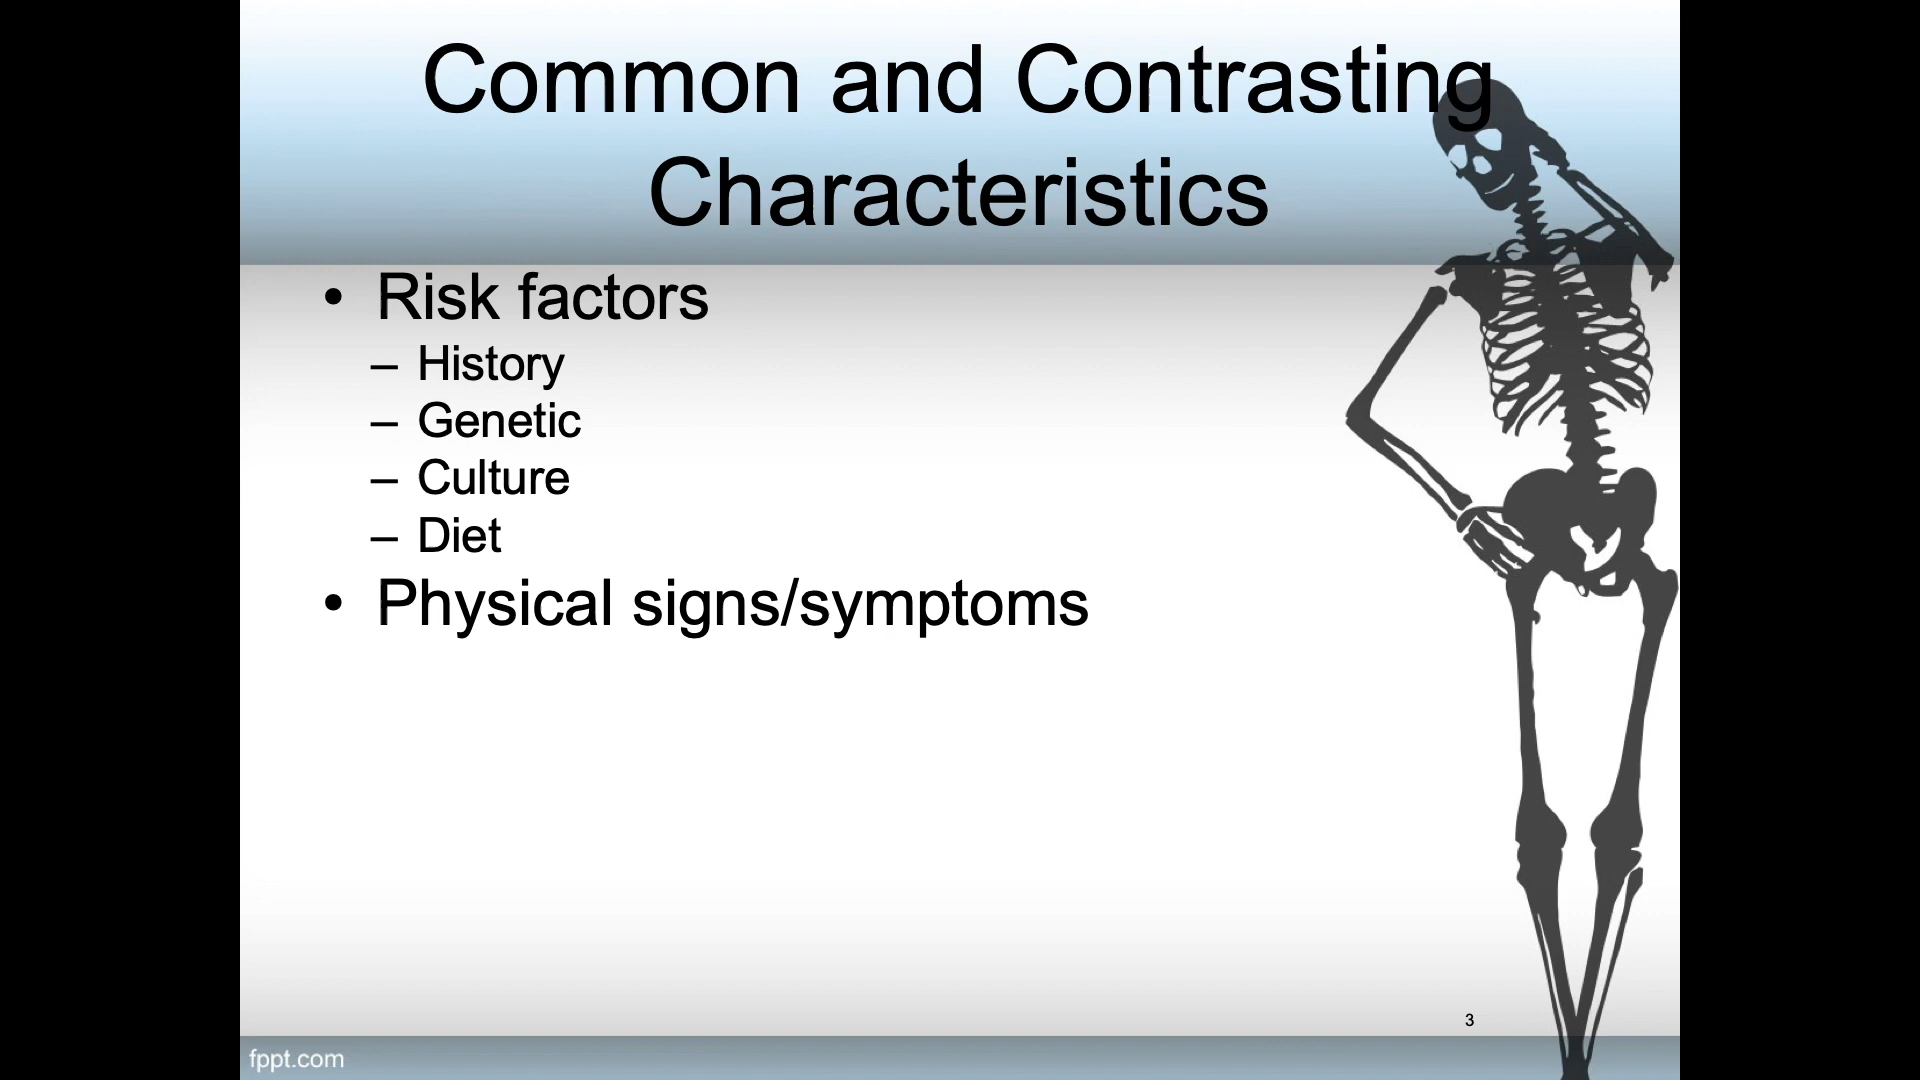 Common and Contrasting
Characteristics
• Risk factors
– History
– Genetic
– Culture
– Diet
• Physical signs/symptoms
3
fppt.com